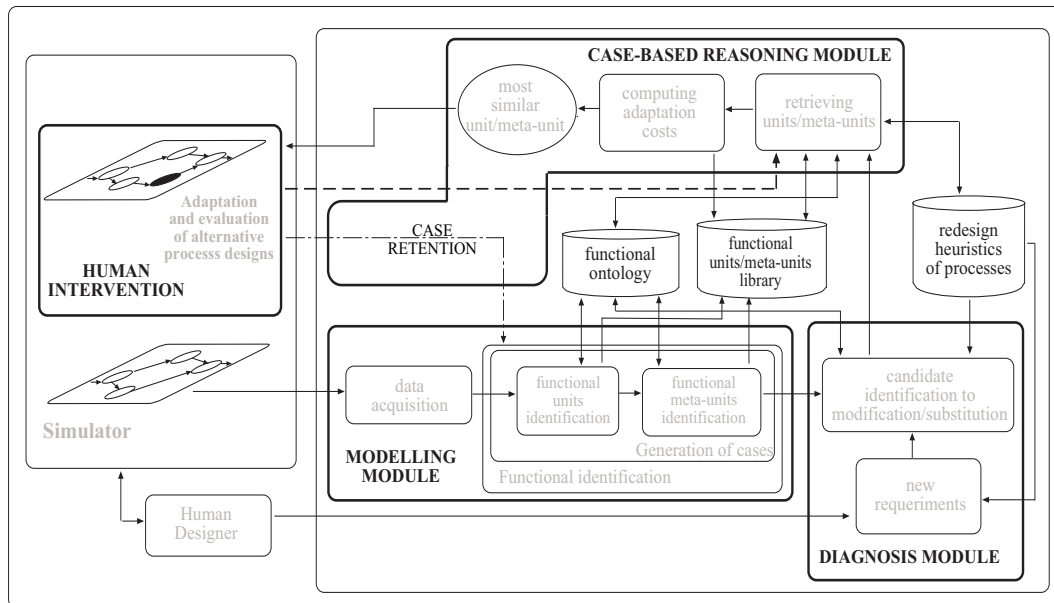 CASE-BASED REASONING MODULE
most
similar
unit/meta-unit
computing
adaptation
costs
retrieving
units/meta-units
Adaptation
and evaluation
of alternative
processs designs
HUMAN
INTERVENTION
CASE
RETENTION
functional
ontology
functional
units/meta-units
library
redesign
heuristics
of processes
Simulator
data
acquisition
functional
units
identification
functional
meta-units
identification
Generation of cases
Functional identification
MODELLING
MODULE
candidate
identification to
modification/substitution
new
requeriments
DIAGNOSIS MODULE
Human
Designer